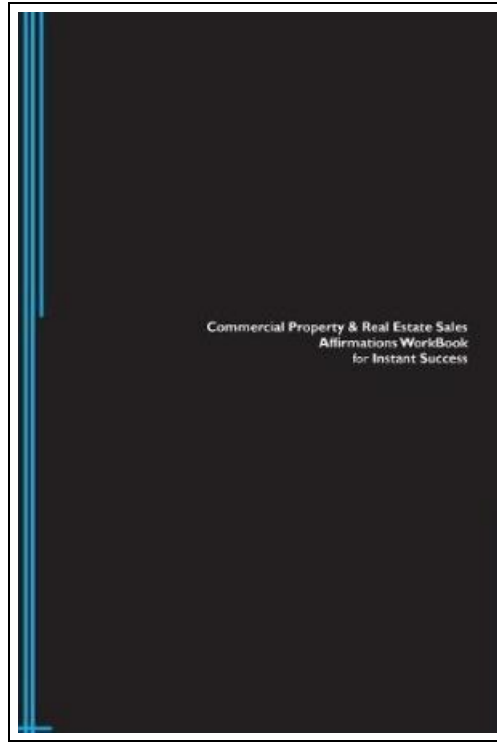 Commercial Property & Real Estate Sales
Affirmations WorkBook
for Instant Success